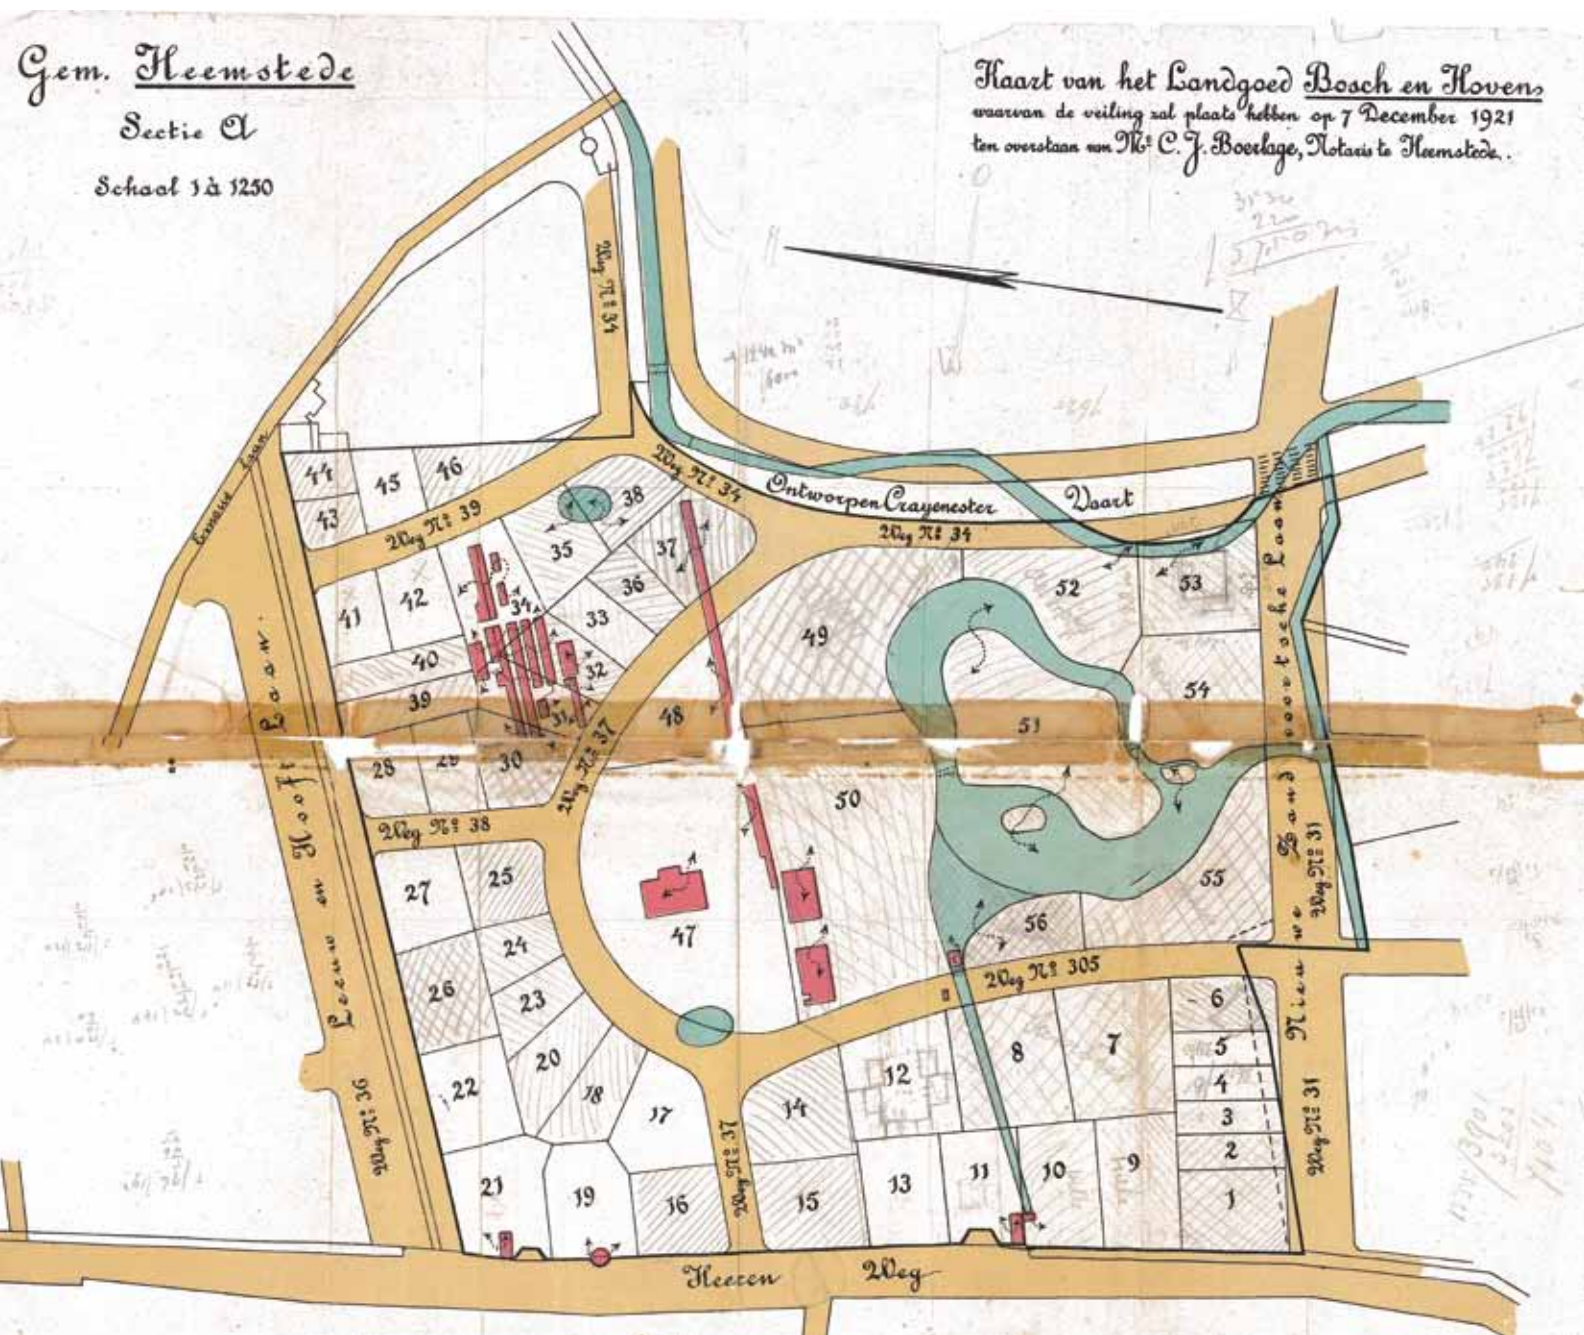 Gem. Heemstede
Sectie A
Schaal 1 à 1250
Kaart van het Landgoed Bosch en Hovens
waarvan de veiling zal plaats hebben op 7 December 1921
ten overstaan van Mr. C. J. Boerlage, Notaris te Heemstede.
Weg No. 34
Laan
Weg No. 34
Ontworpen Crayenester Vaart
Weg No. 34
44
45
46
43
Weg No. 39
38
35
37
36
52
53
41
42
34
33
49
40
32
39
31
48
51
54
28
29
30
Weg No. 37
50
Weg No. 38
Leeuw en Hooft Laan.
Nieuwe Zandvoortsche Laan
Weg No. 31
27
25
47
55
56
24
26
23
Weg No. 305
6
20
18
17
22
8
7
5
12
4
14
3
Weg No. 36
Weg No. 37
Weg No. 31
2
21
19
16
15
13
11
10
9
1
Heeren Weg